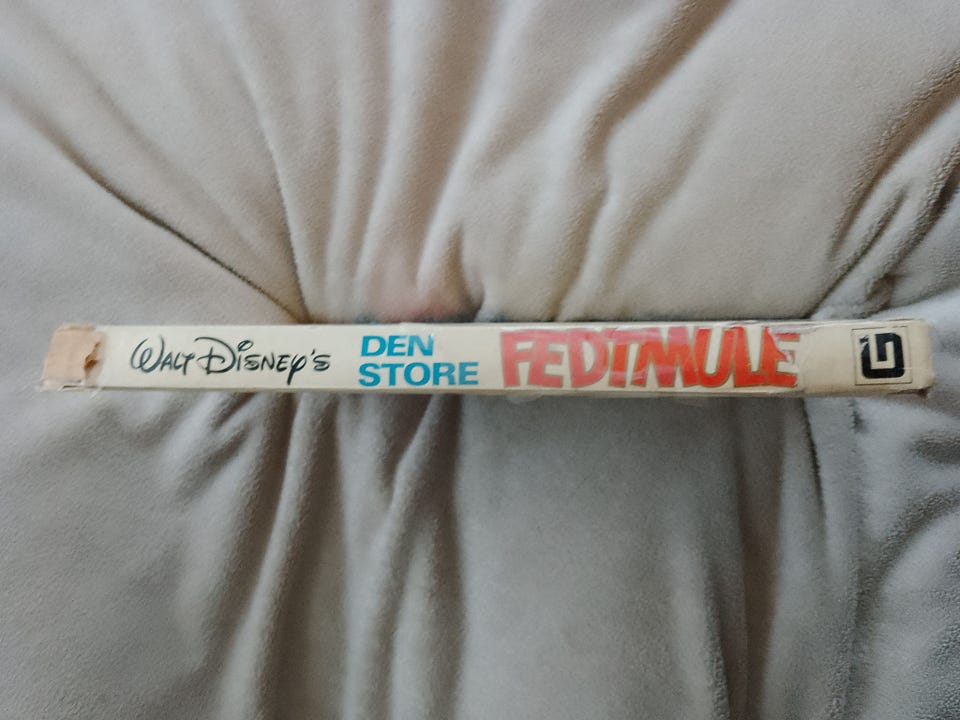 WALT DISNEY'S
DEN
STORE
FEDTMULE